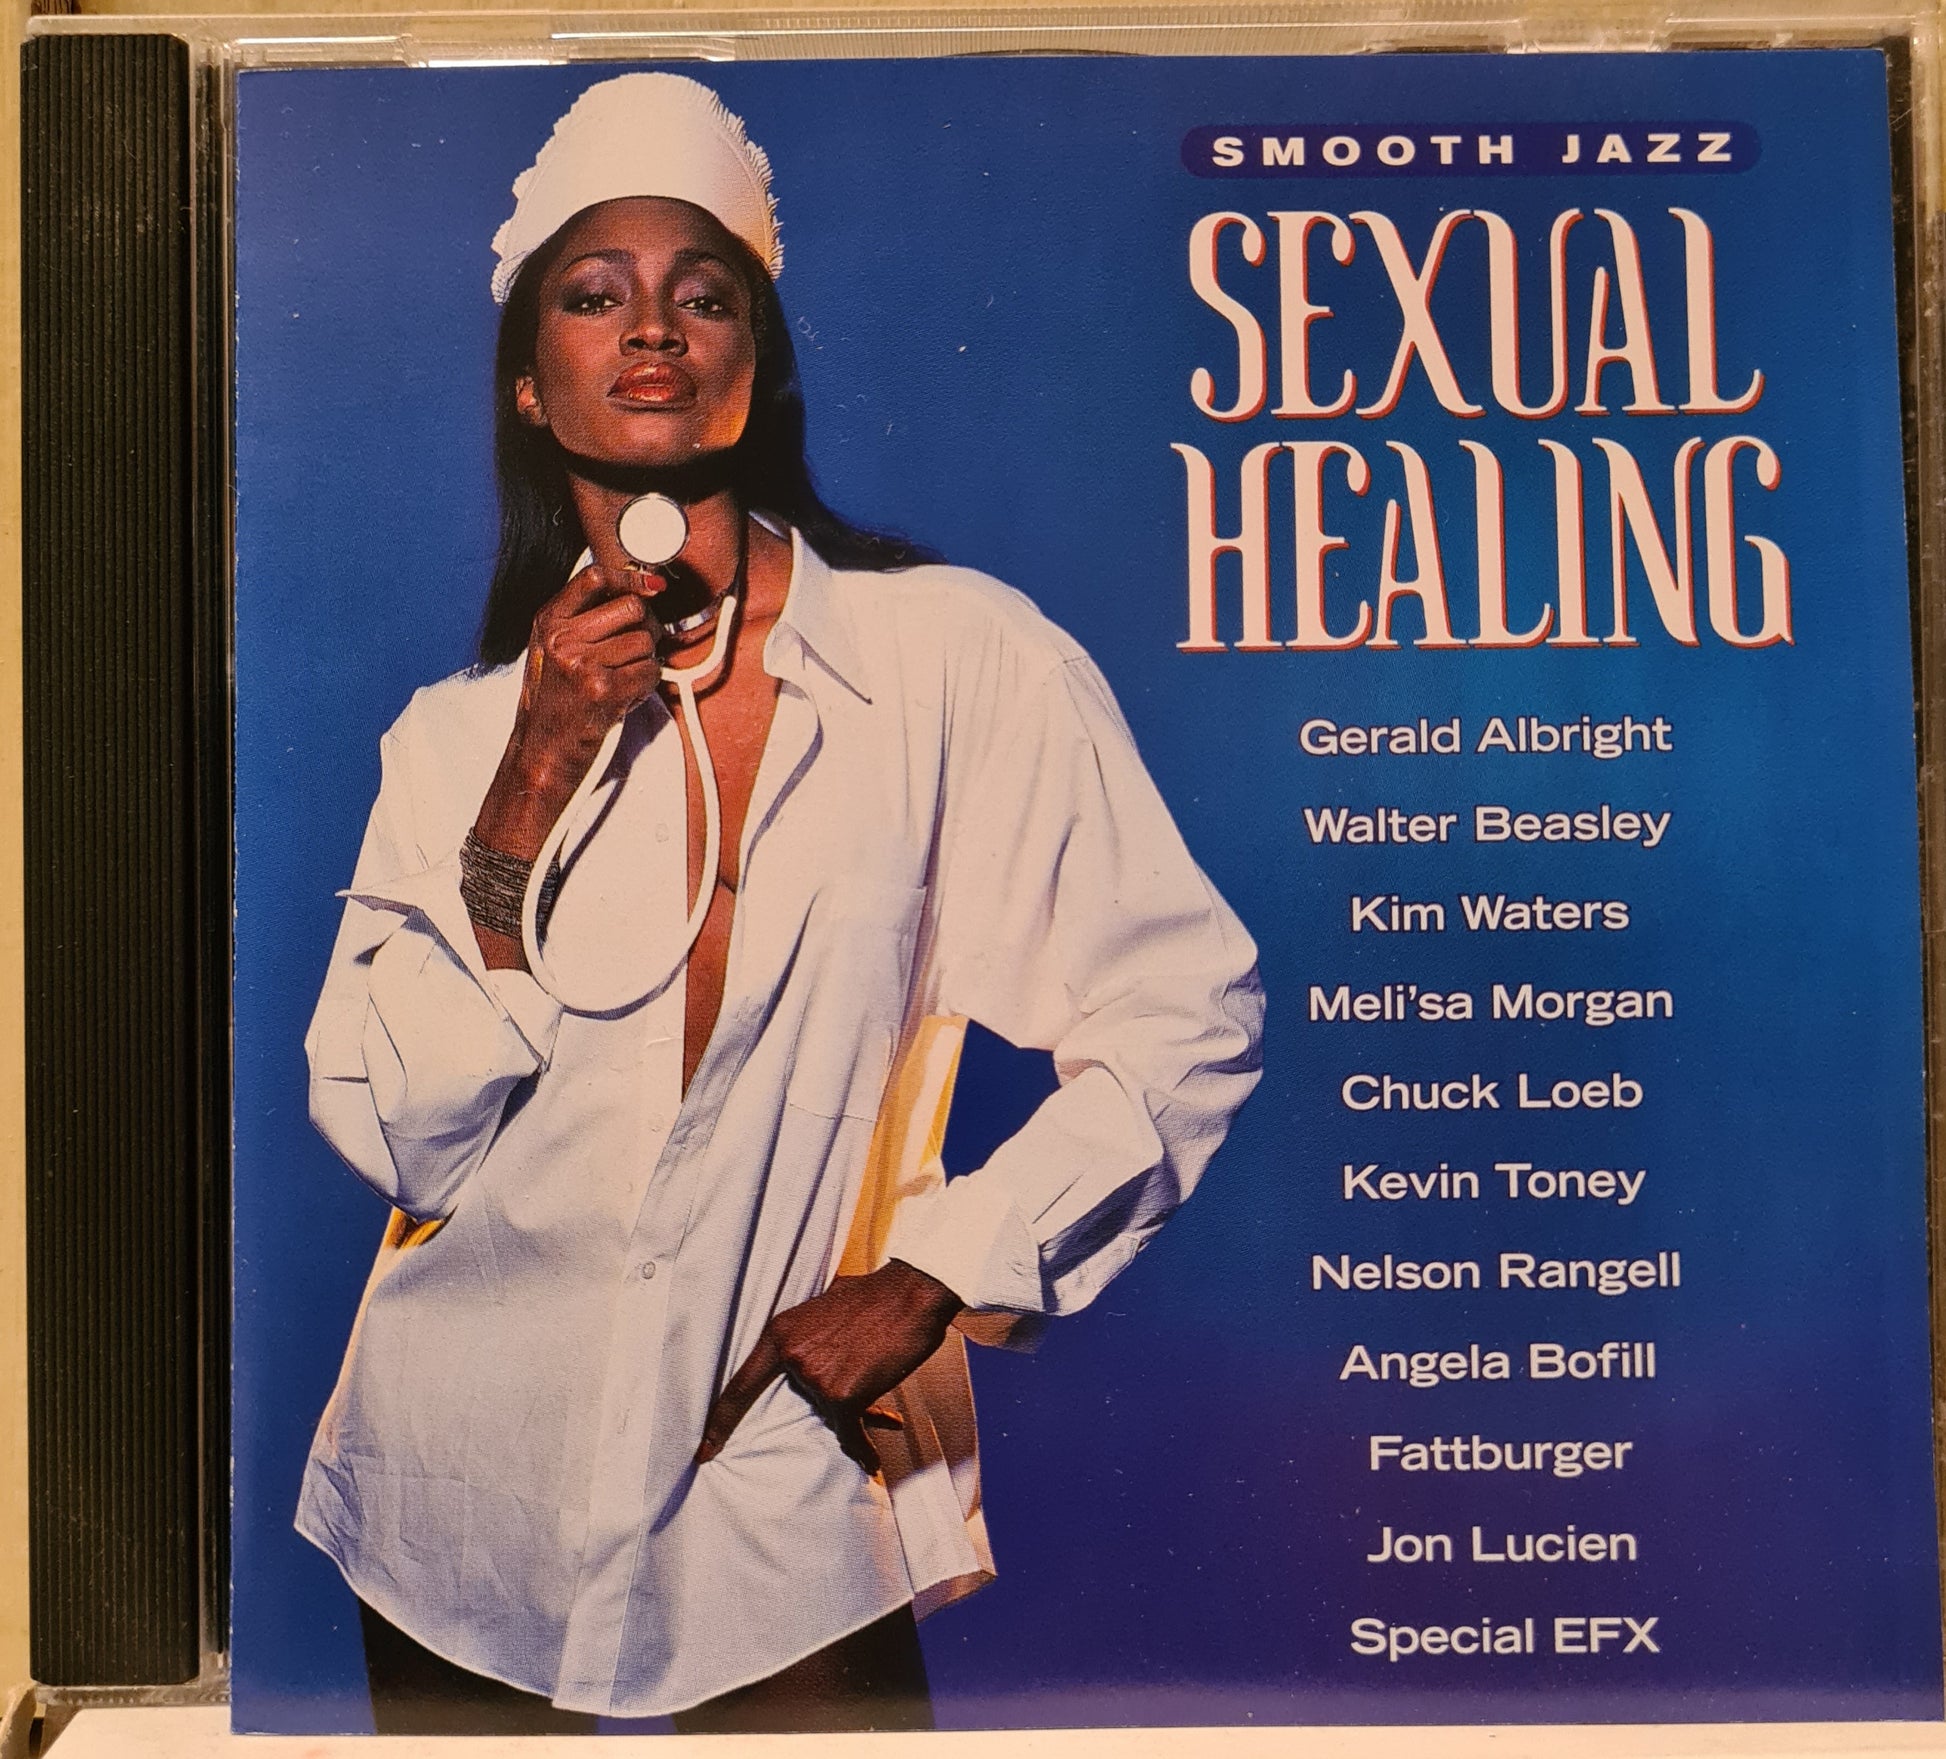 SMOOTH JAZZ
SEXUAL
HEALING
Gerald Albright
Walter Beasley
Kim Waters
Meli'sa Morgan
Chuck Loeb
Kevin Toney
Nelson Rangell
Angela Bofill
Fattburger
Jon Lucien
Special EFX